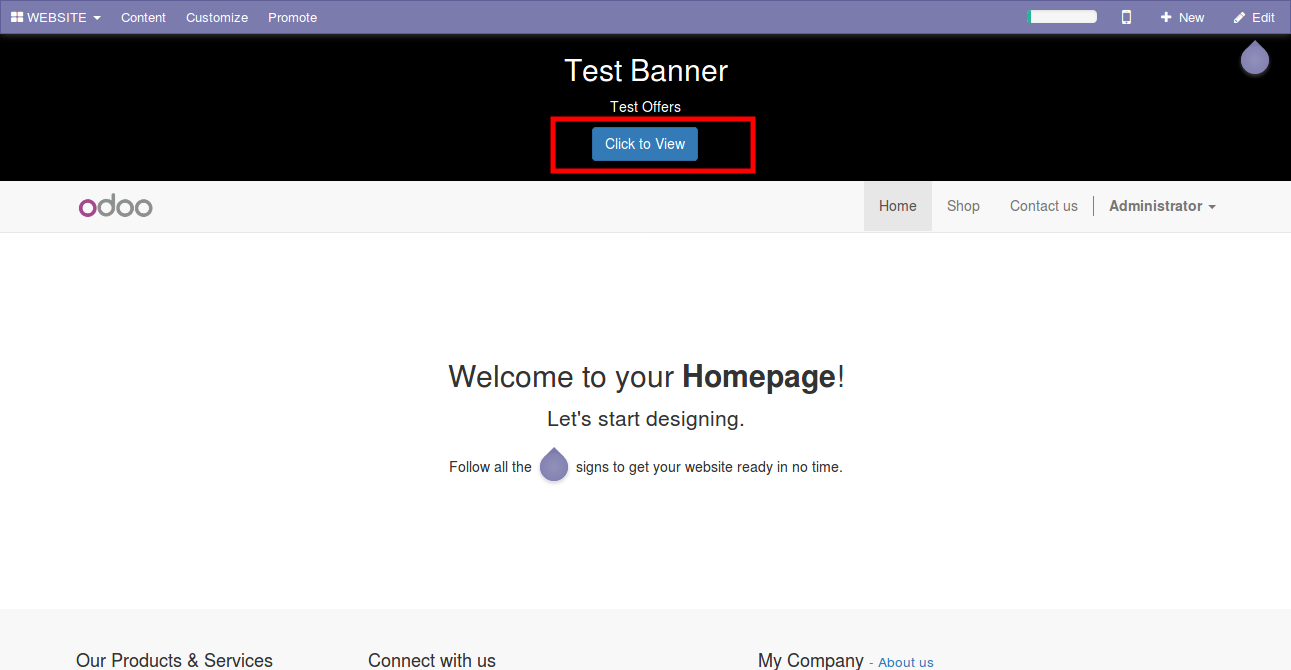 WEBSITE Content Customize Promote New Edit
Test Banner
Test Offers
Click to View
odoo Home Shop Contact us Administrator
Welcome to your Homepage!
Let's start designing.
Follow all the signs to get your website ready in no time.
Our Products & Services Connect with us My Company - About us